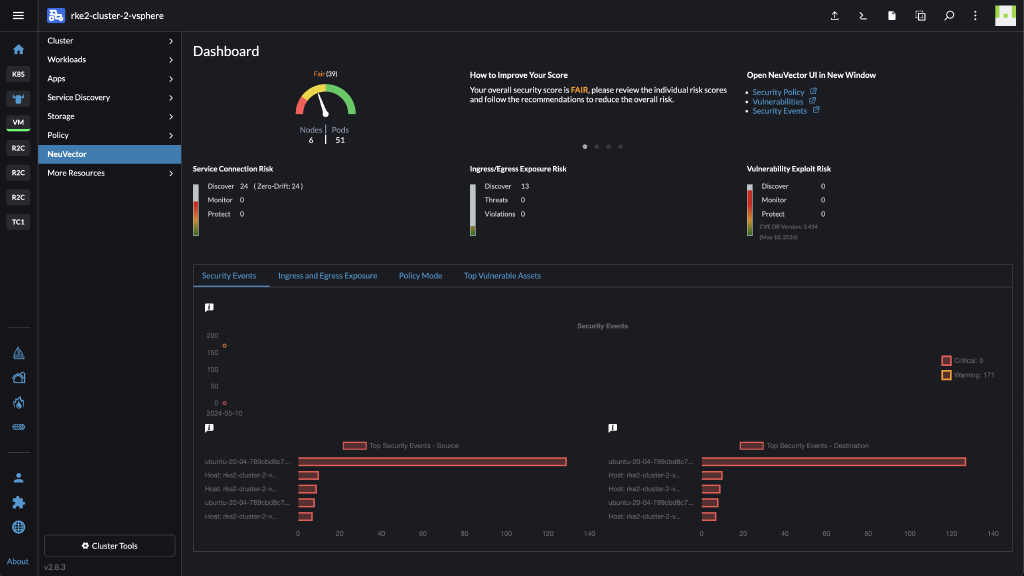 rke2-cluster-2-vsphere
Cluster
Workloads
Apps
Service Discovery
Storage
Policy
NeuVector
More Resources
K8S
VM
R2C
R2C
R2C
TC1
About
Cluster Tools
v2.8.3
Dashboard
Fair (39)
Nodes | Pods
6 | 51
How to Improve Your Score
Your overall security score is FAIR, please review the individual risk scores
and follow the recommendations to reduce the overall risk.
Open NeuVector UI in New Window
Security Policy
Vulnerabilities
Security Events
Service Connection Risk
Discover 24 ( Zero-Drift: 24 )
Monitor 0
Protect 0
Ingress/Egress Exposure Risk
Discover 13
Threats 0
Violations 0
Vulnerability Exploit Risk
Discover 0
Monitor 0
Protect 0
CVE DB Version: 3.434
(May 10, 2024)
Security Events Ingress and Egress Exposure Policy Mode Top Vulnerable Assets
Security Events
200
150
100
50
0
2024-05-10
Critical: 0
Warning: 171
Top Security Events - Source
ubuntu-20-04-789cbd8c7...
Host: rke2-cluster-2-v...
Host: rke2-cluster-2-v...
ubuntu-20-04-789cbd8c7...
Host: rke2-cluster-2-v...
0 20 40 60 80 100 120 140
Top Security Events - Destination
ubuntu-20-04-789cbd8c7...
Host: rke2-cluster-2-v...
Host: rke2-cluster-2-v...
ubuntu-20-04-789cbd8c7...
Host: rke2-cluster-2-v...
0 20 40 60 80 100 120 140